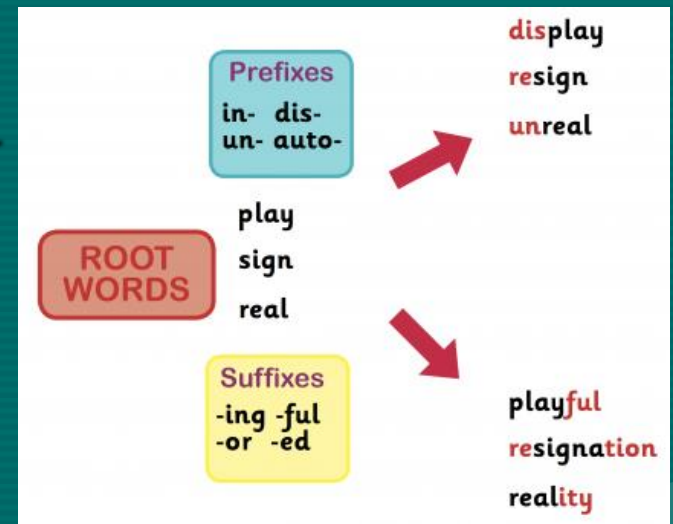 Prefixes
in- dis-
un- auto-
ROOT
WORDS
play
sign
real
Suffixes
-ing -ful
-or -ed
display
resign
unreal
playful
resignation
reality